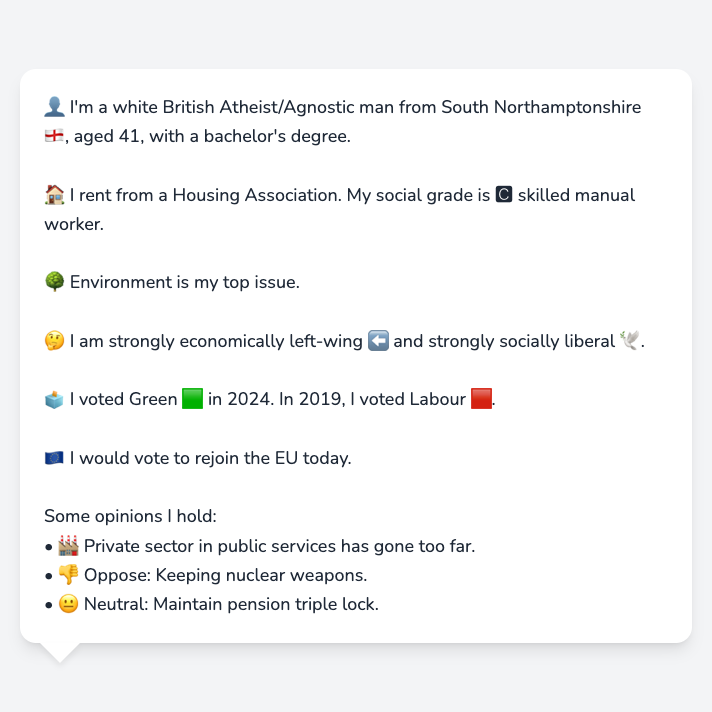 👤 I'm a white British Atheist/Agnostic man from South Northamptonshire
🏴󠁧󠁢󠁥󠁮󠁧󠁿, aged 41, with a bachelor's degree.
🏠 I rent from a Housing Association. My social grade is 🅲 skilled manual
worker.
🌳 Environment is my top issue.
🤔 I am strongly economically left-wing ⬅️ and strongly socially liberal 🕊️.
🗳️ I voted Green 🟩 in 2024. In 2019, I voted Labour 🟥.
🇪🇺 I would vote to rejoin the EU today.
Some opinions I hold:
• 🏭 Private sector in public services has gone too far.
• 👎 Oppose: Keeping nuclear weapons.
• 😐 Neutral: Maintain pension triple lock.